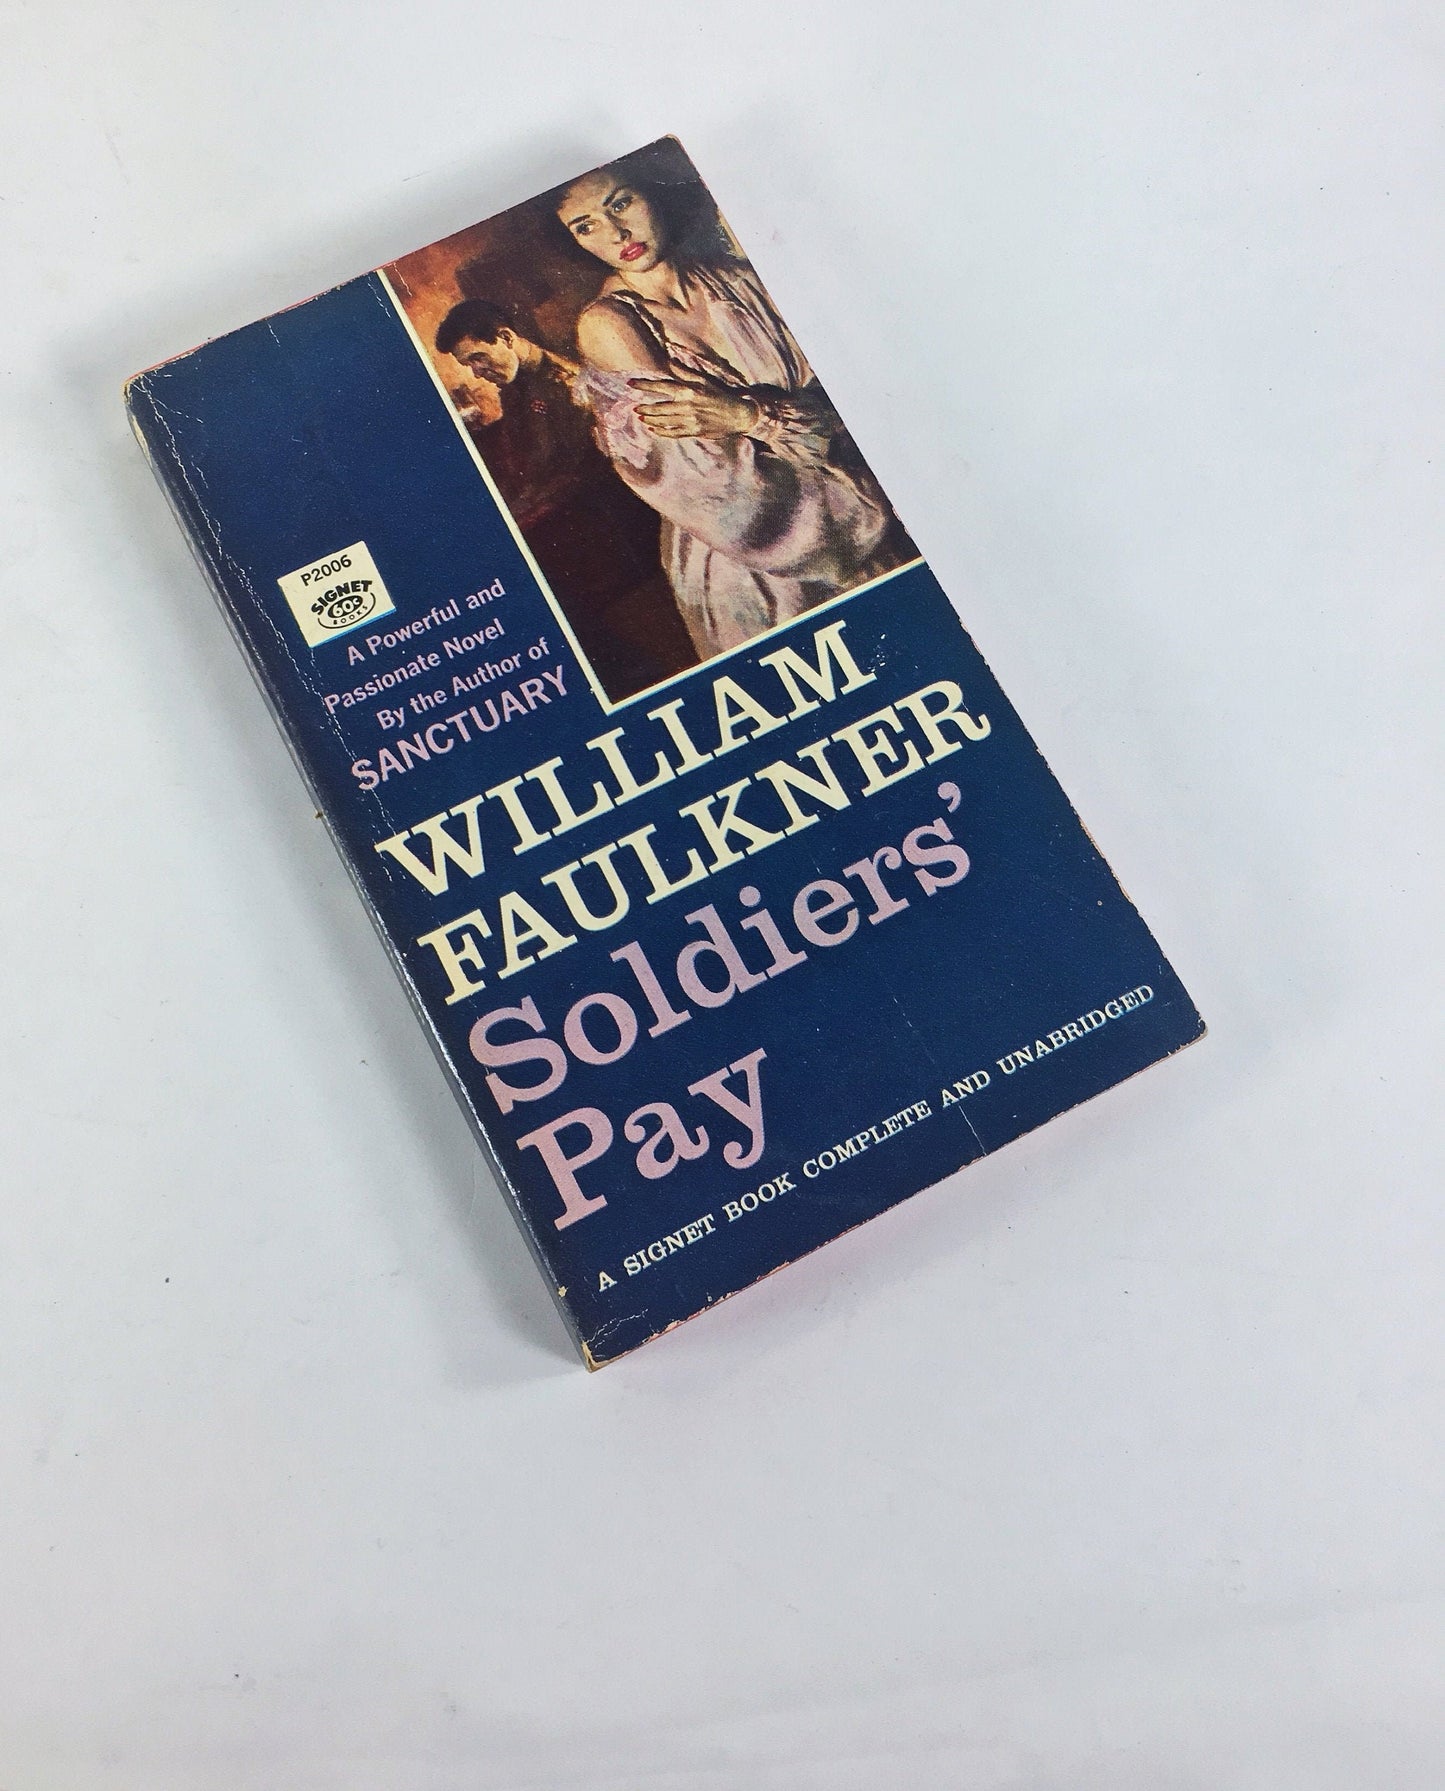 P2006
SIGNET
60c
BOOKS
A Powerful and
Passionate Novel
By the Author of
SANCTUARY
WILLIAM
FAULKNER
Soldiers'
Pay
A SIGNET BOOK COMPLETE AND UNABRIDGED